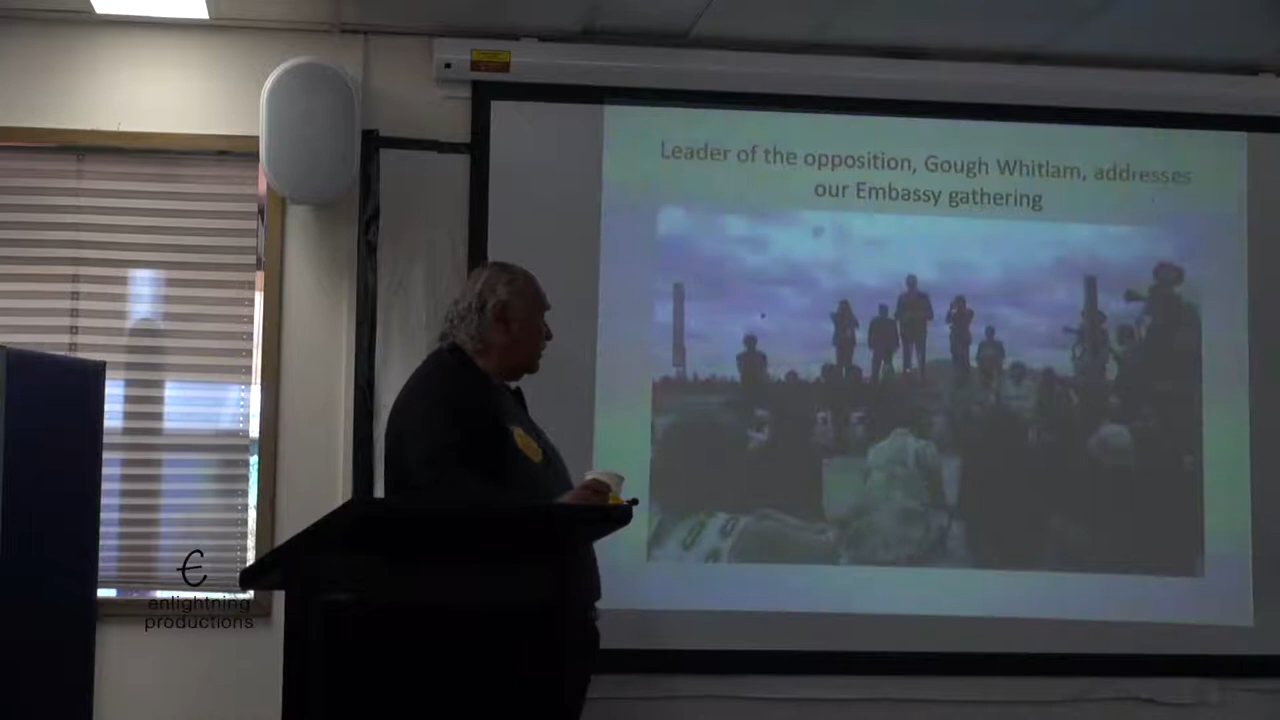 Leader of the opposition, Gough Whitlam, addresses
our Embassy gathering
enlightning
productions